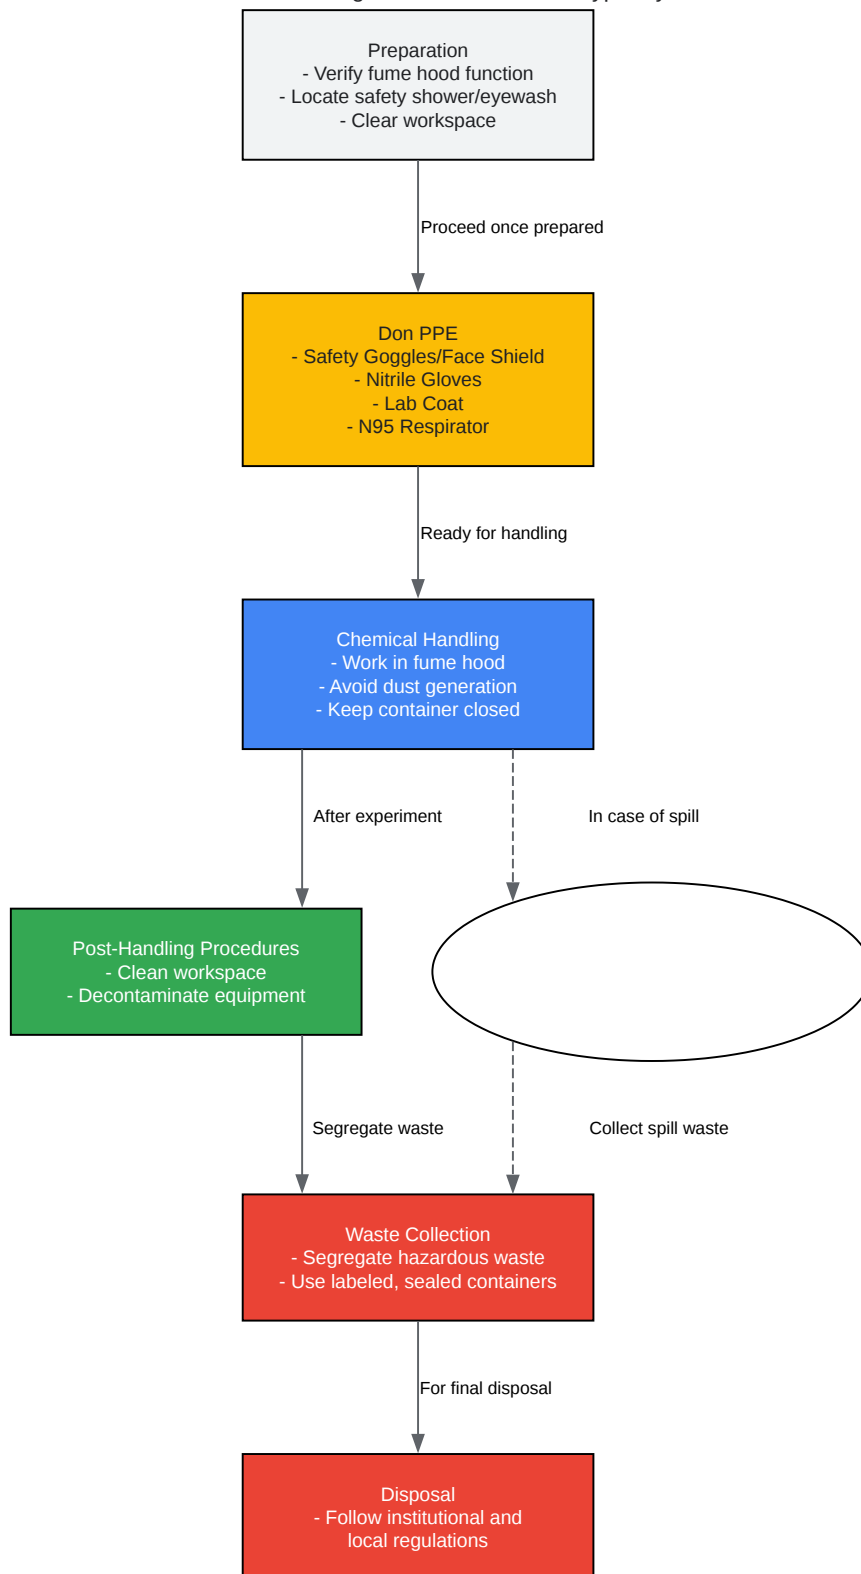 Preparation
- Verify fume hood function
- Locate safety shower/eyewash
- Clear workspace
Proceed once prepared
Don PPE
- Safety Goggles/Face Shield
- Nitrile Gloves
- Lab Coat
- N95 Respirator
Ready for handling
Chemical Handling
- Work in fume hood
- Avoid dust generation
- Keep container closed
After experiment
In case of spill
Post-Handling Procedures
- Clean workspace
- Decontaminate equipment
Segregate waste
Collect spill waste
Waste Collection
- Segregate hazardous waste
- Use labeled, sealed containers
For final disposal
Disposal
- Follow institutional and
local regulations